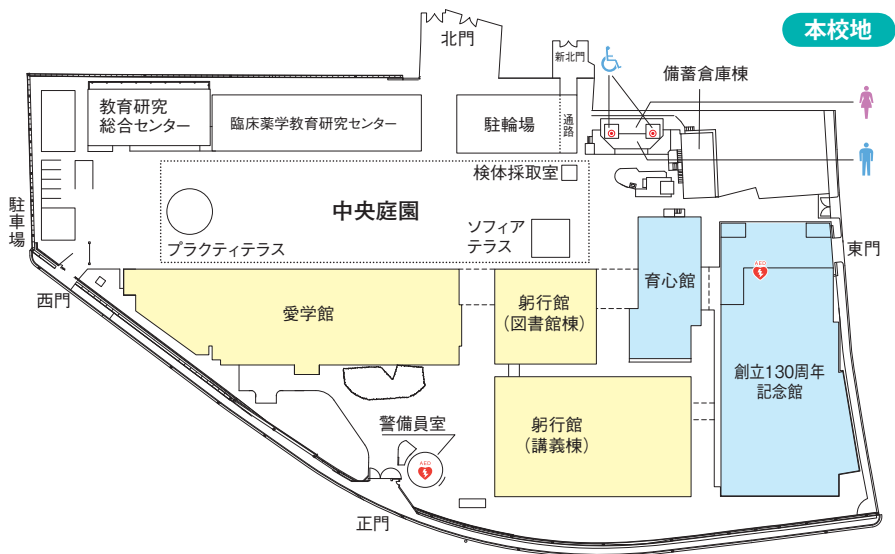 本校地
北門
新北門
備蓄倉庫棟
教育研究
総合センター
臨床薬学教育研究センター
駐輪場
通路
検体採取室
中央庭園
プラクティテラス
ソフィア
テラス
駐車場
西門
東門
愛学館
躬行館
(図書館棟)
育心館
AED
創立130周年
記念館
躬行館
(講義棟)
警備員室
AED
正門